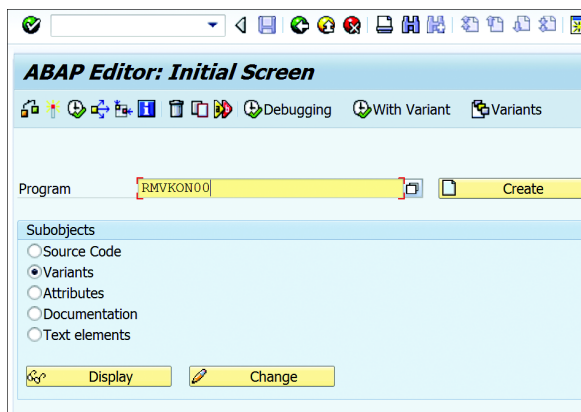 ABAP Editor: Initial Screen
Debugging With Variant Variants
Program RMVKON00 Create
Subobjects
Source Code
Variants
Attributes
Documentation
Text elements
Display Change